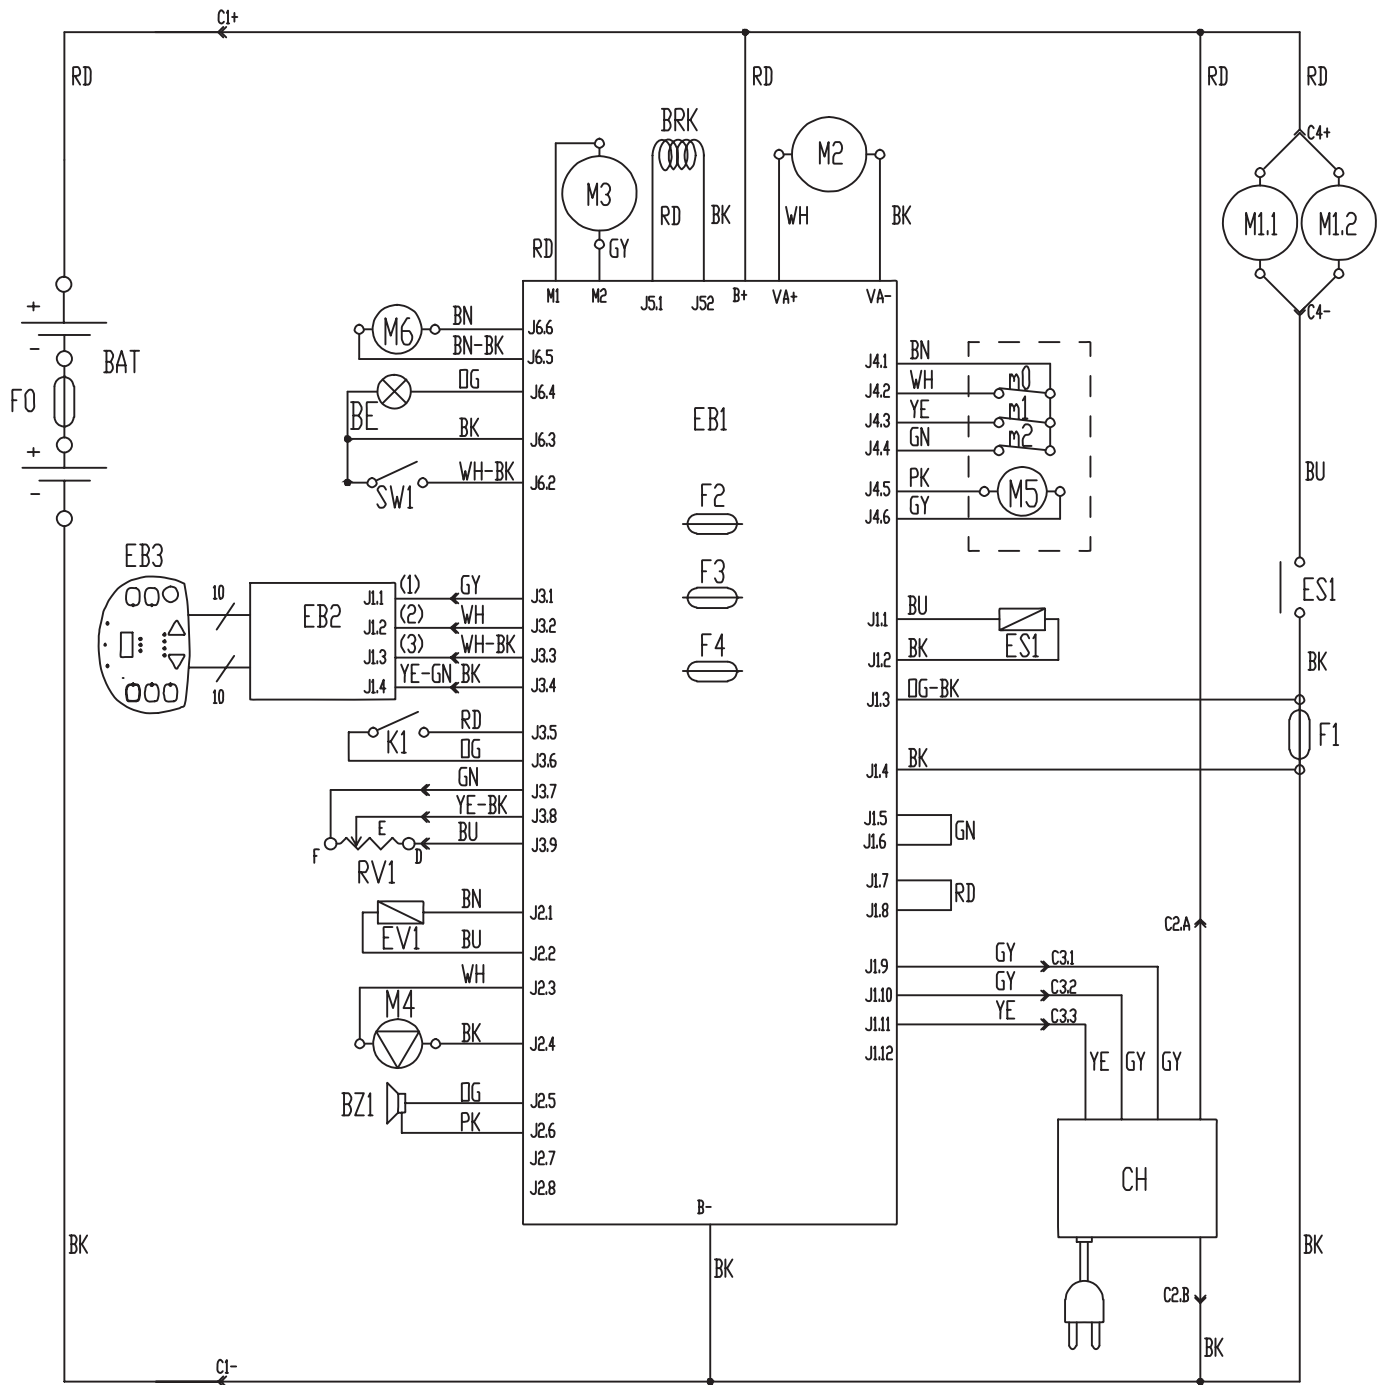 C1+
RD
RD
RD
RD
C4+
BRK
M2
M3
M1.1
M1.2
RD
BK
WH
BK
RD
GY
C4-
M1
M2
J5.1
J52
B+
VA+
VA-
+
-
BAT
F0
+
-
M6
BN
J6.6
BN-BK
J6.5
OG
J6.4
BE
BK
J6.3
WH-BK
J6.2
SW1
EB1
F2
F3
F4
J4.1
BN
J4.2
WH
m0
J4.3
YE
m1
J4.4
GN
m2
J4.5
PK
M5
J4.6
GY
BU
ES1
BK
EB3
10
10
EB2
J1.1
(1)
GY
J3.1
J1.2
(2)
WH
J3.2
J1.3
(3)
WH-BK
J3.3
J1.4
YE-GN
BK
J3.4
J1.1
BU
J1.2
BK
ES1
J1.3
OG-BK
F1
J1.4
BK
K1
RD
J3.5
OG
J3.6
GN
J3.7
YE-BK
J3.8
E
BU
J3.9
F
D
RV1
J1.5
J1.6
GN
J1.7
J1.8
RD
BN
J2.1
EV1
BU
J2.2
WH
J2.3
M4
BK
J2.4
BZ1
OG
J2.5
PK
J2.6
J2.7
J2.8
C2.A
J1.9
GY
C3.1
J1.10
GY
C3.2
J1.11
YE
C3.3
J1.12
YE
GY
GY
CH
B-
BK
BK
BK
C2.B
BK
C1-